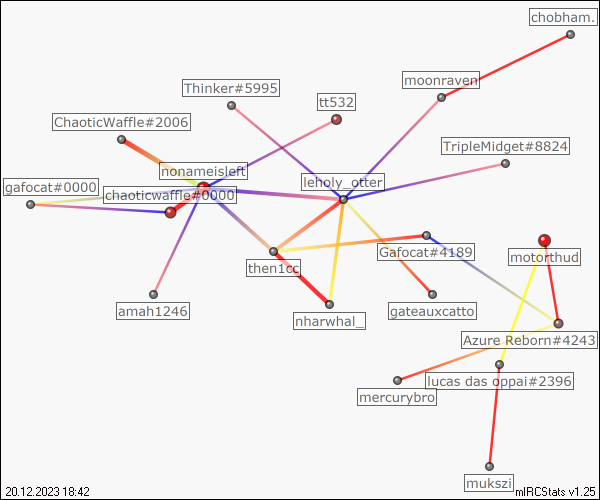 chobham.
moonraven
Thinker#5995
tt532
ChaoticWaffle#2006
TripleMidget#8824
nonameisleft
leholy_otter
gafocat#0000
chaoticwaffle#0000
Gafocat#4189
motorthud
then1cc
amah1246
nharwhal_
gateauxcatto
Azure Reborn#4243
lucas das oppai#2396
mercurybro
mukszi
20.12.2023 18:42
mIRCStats v1.25